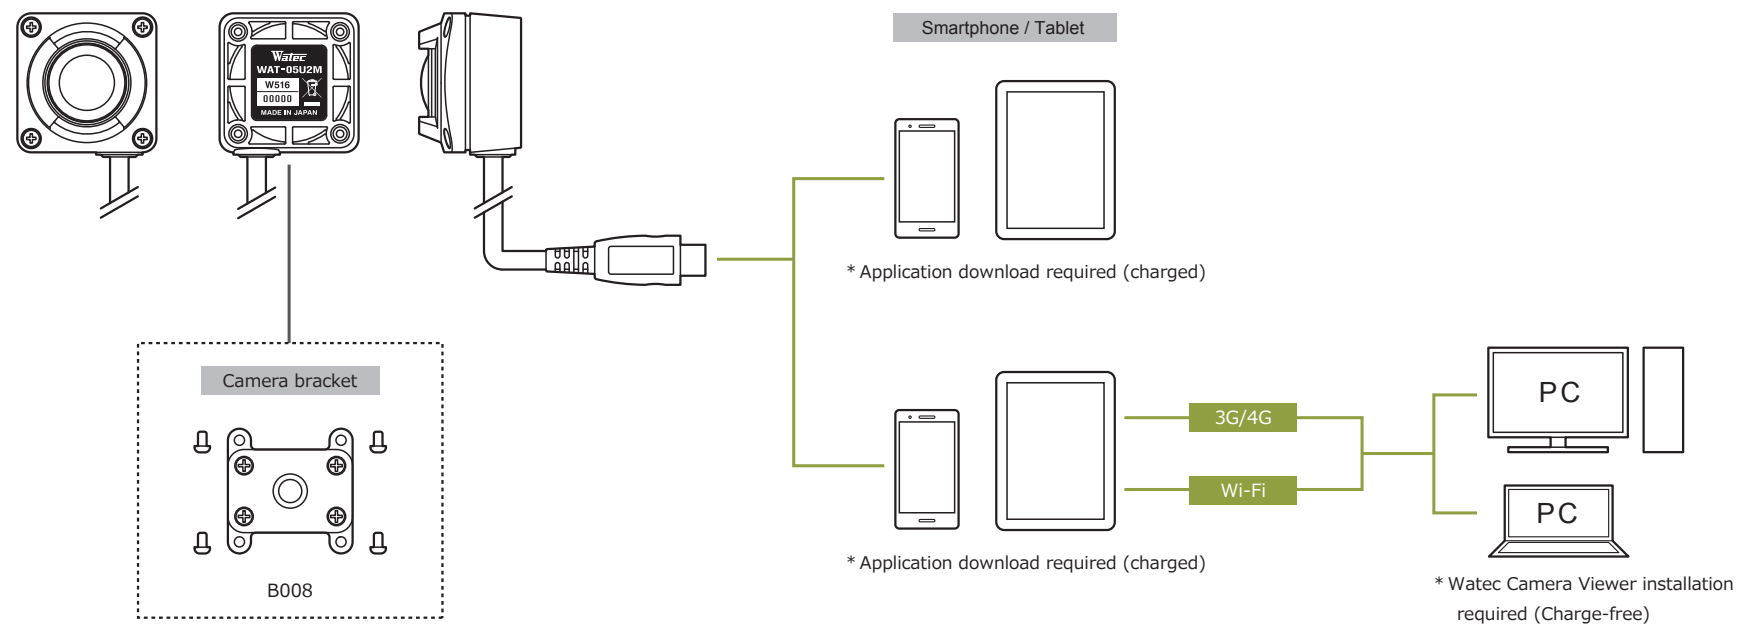 Watec
WAT-05U2M
W516
00000
MADE IN JAPAN
Smartphone / Tablet
* Application download required (charged)
Camera bracket
B008
3G/4G
Wi-Fi
* Application download required (charged)
PC
PC
* Watec Camera Viewer installation
required (Charge-free)